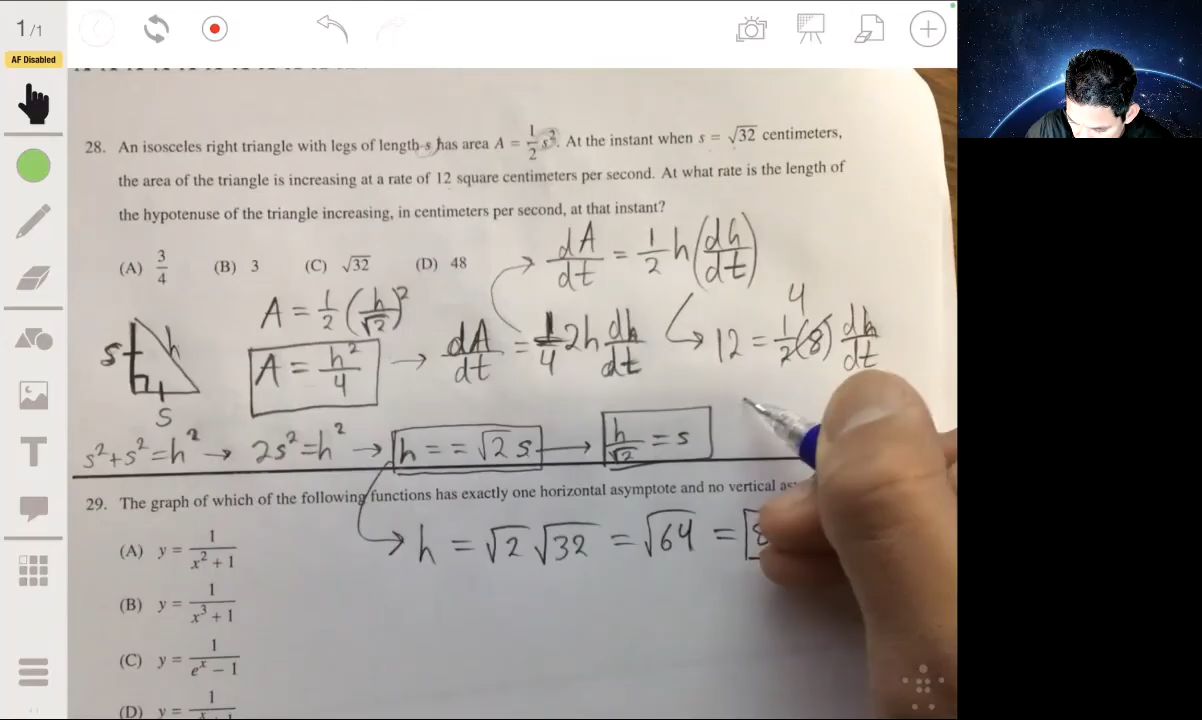 1/1
AF Disabled
28. An isosceles right triangle with legs of length s has area A = 1/2 s². At the instant when s = √32 centimeters,
the area of the triangle is increasing at a rate of 12 square centimeters per second. At what rate is the length of
the hypotenuse of the triangle increasing, in centimeters per second, at that instant?
(A) 3/4 (B) 3 (C) √32 (D) 48
dA/dt = 1/2 h (dh/dt)
A = 1/2 (h/√2)²
A = h²/4 → dA/dt = 1/4 2h dh/dt
4
12 = 1/2 (8) dh/dt
s h
s
s² + s² = h² → 2s² = h² → h = = √2 s → h/√2 = s
29. The graph of which of the following functions has exactly one horizontal asymptote and no vertical
h = √2 √32 = √64 =
(A) y = 1/(x² + 1)
(B) y = 1/(x³ + 1)
(C) y = 1/(eˣ − 1)
(D) y = 1
T